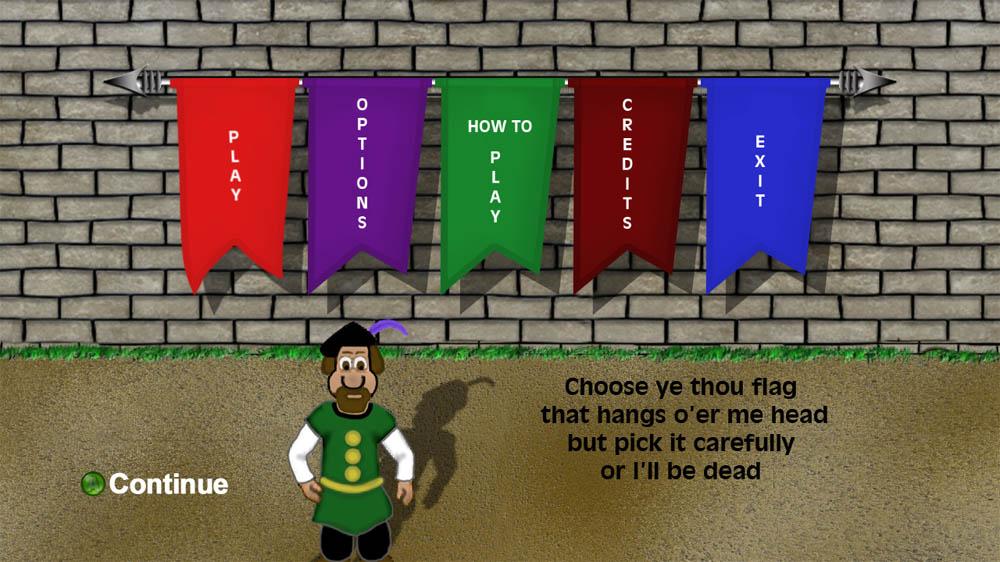 PLAY
OPTIONS
HOW TO
PLAY
CREDITS
EXIT
Choose ye thou flag
that hangs o'er me head
but pick it carefully
or I'll be dead
Continue